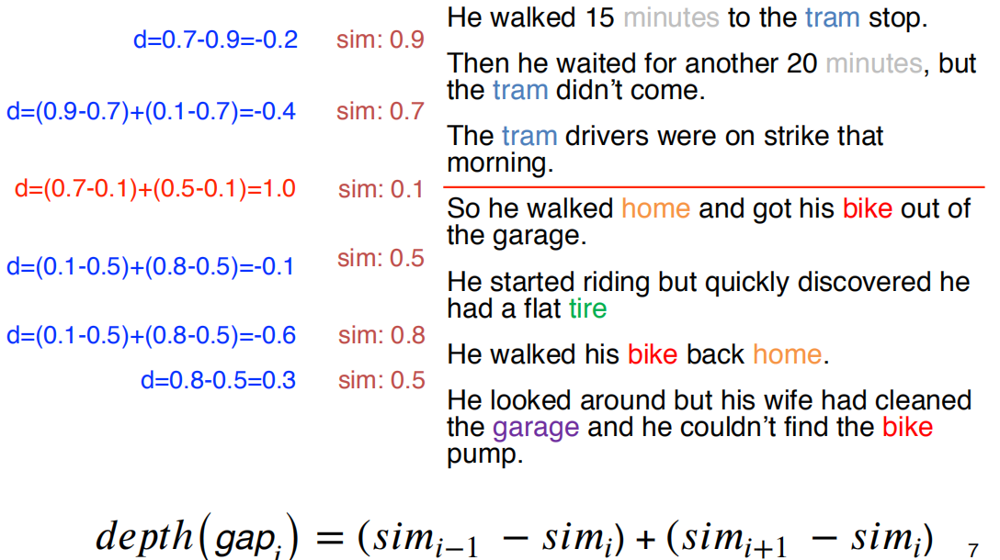 He walked 15 minutes to the tram stop.
d=0.7-0.9=-0.2 sim: 0.9
Then he waited for another 20 minutes, but
the tram didn’t come.
d=(0.9-0.7)+(0.1-0.7)=-0.4 sim: 0.7
The tram drivers were on strike that
morning.
d=(0.7-0.1)+(0.5-0.1)=1.0 sim: 0.1
So he walked home and got his bike out of
the garage.
d=(0.1-0.5)+(0.8-0.5)=-0.1 sim: 0.5
He started riding but quickly discovered he
had a flat tire
d=(0.1-0.5)+(0.8-0.5)=-0.6 sim: 0.8
He walked his bike back home.
d=0.8-0.5=0.3 sim: 0.5
He looked around but his wife had cleaned
the garage and he couldn’t find the bike
pump.
depth(gapᵢ) = (simᵢ₋₁ − simᵢ) + (simᵢ₊₁ − simᵢ)
7